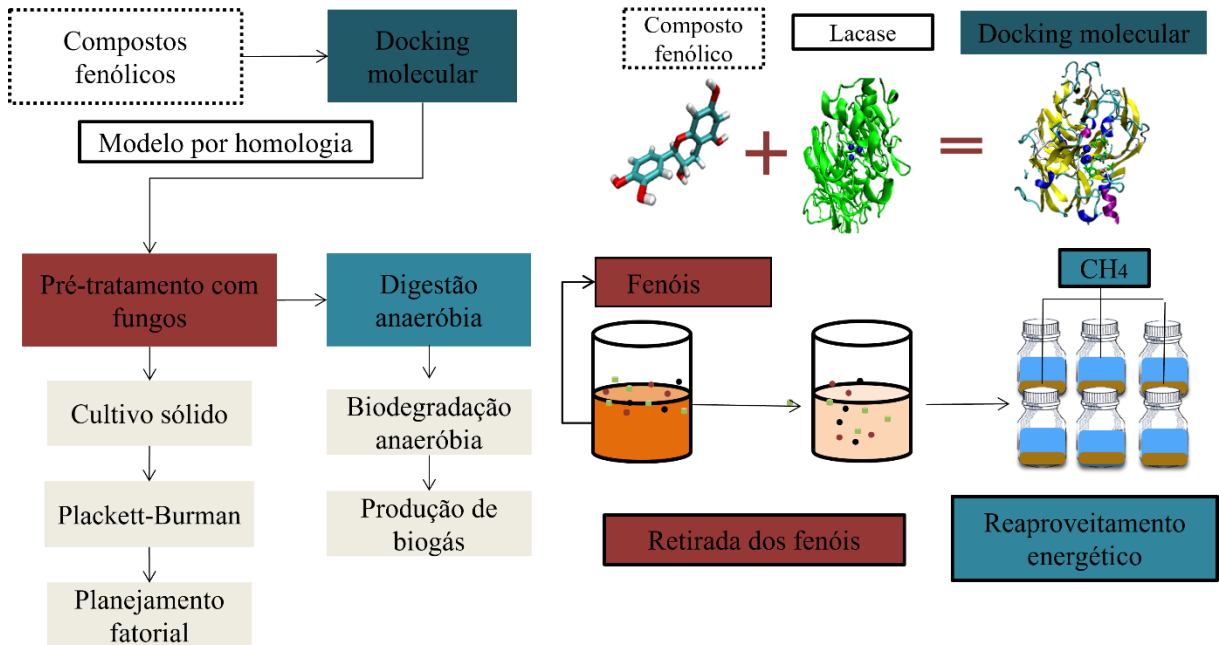 Compostos
fenólicos
Docking
molecular
Modelo por homologia
Pré-tratamento com
fungos
Digestão
anaeróbia
Cultivo sólido
Plackett-Burman
Planejamento
fatorial
Biodegradação
anaeróbia
Produção de
biogás
Composto
fenólico
Lacase
Docking molecular
Fenóis
CH₄
Retirada dos fenóis
Reaproveitamento
energético